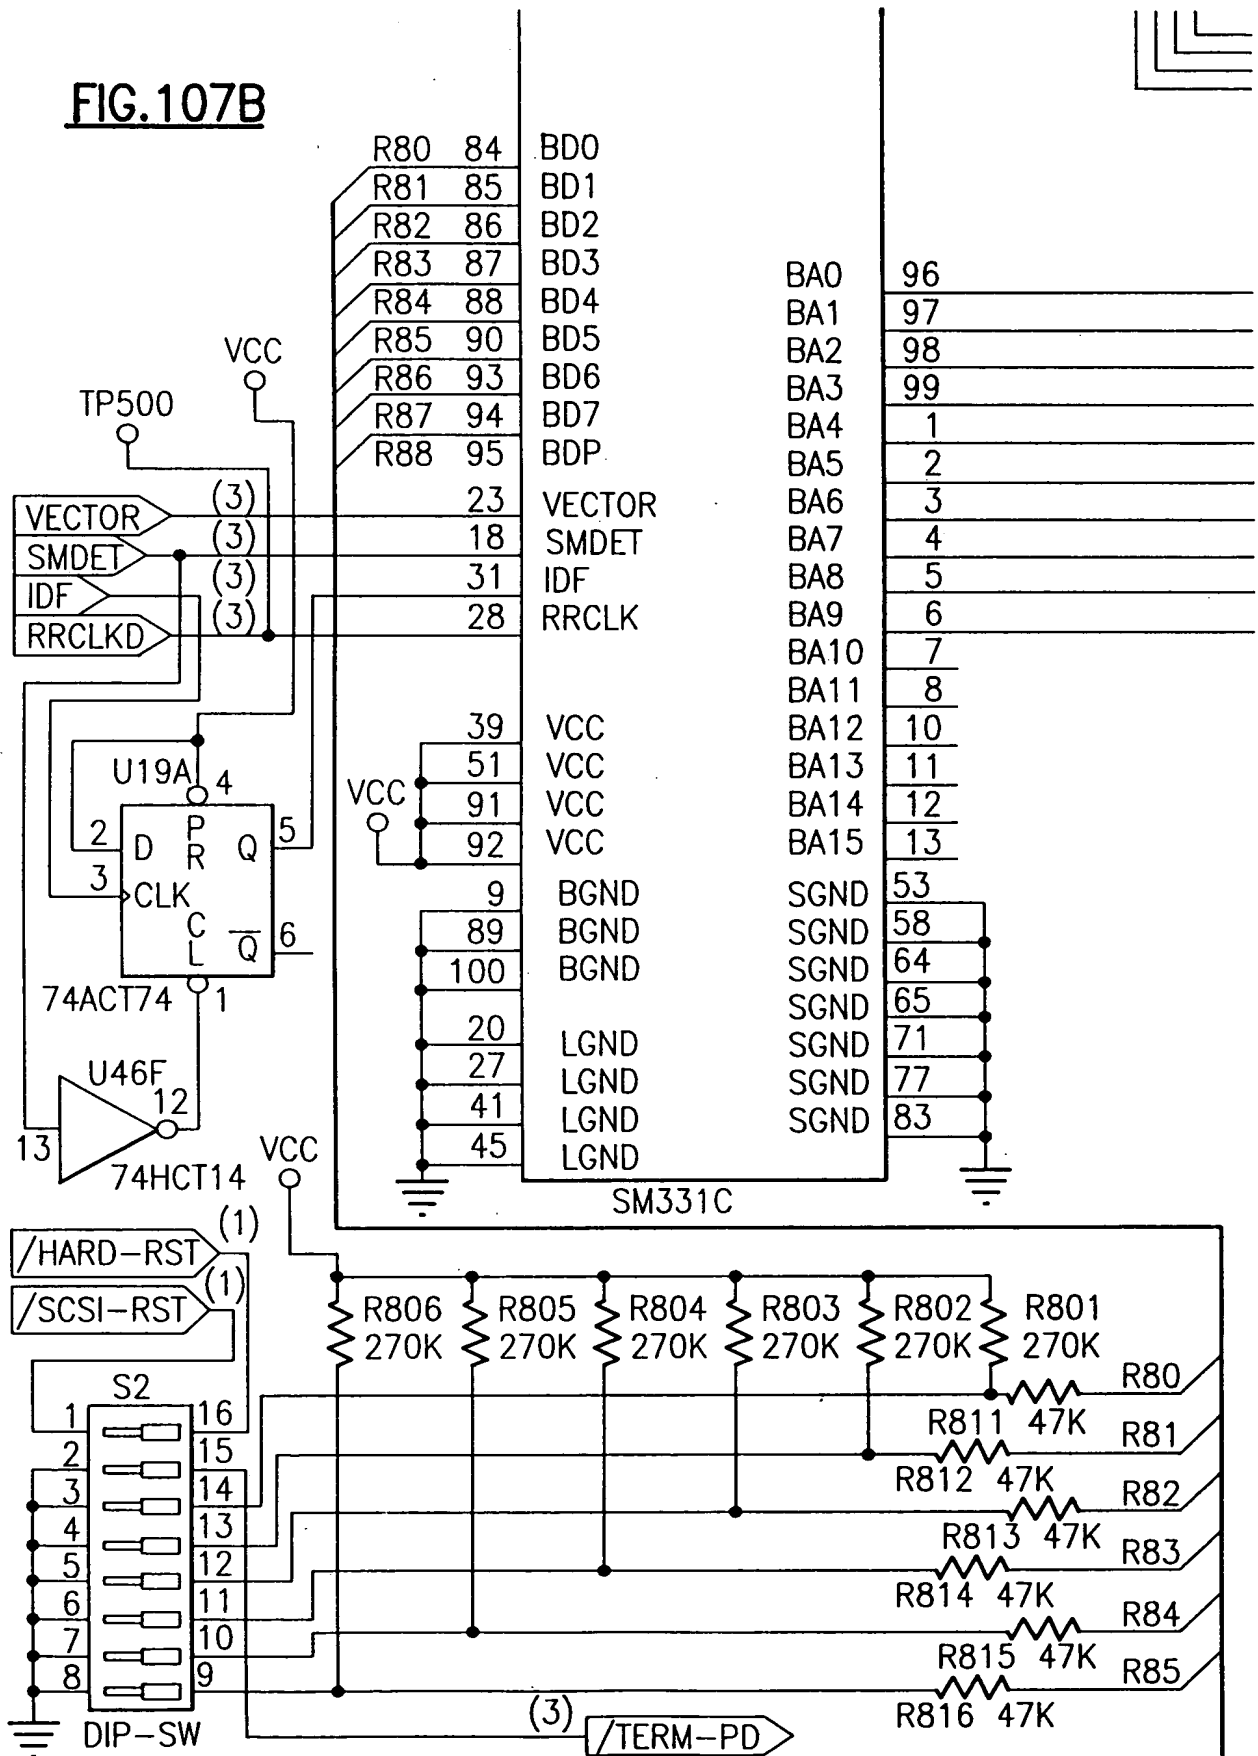 FIG.107B
R80 84 BD0
R81 85 BD1
R82 86 BD2
R83 87 BD3
R84 88 BD4
R85 90 BD5
R86 93 BD6
R87 94 BD7
R88 95 BDP
VCC
TP500
VECTOR (3) 23 VECTOR
SMDET (3) 18 SMDET
IDF (3) 31 IDF
RRCLKD (3) 28 RRCLK
BA0 96
BA1 97
BA2 98
BA3 99
BA4 1
BA5 2
BA6 3
BA7 4
BA8 5
BA9 6
BA10 7
BA11 8
BA12 10
BA13 11
BA14 12
BA15 13
39 VCC
51 VCC
91 VCC
92 VCC
VCC
9 BGND
89 BGND
100 BGND
20 LGND
27 LGND
41 LGND
45 LGND
SGND 53
SGND 58
SGND 64
SGND 65
SGND 71
SGND 77
SGND 83
SM331C
U19A 4
2 D PR Q 5
3 CLK
CL Q 6
74ACT74 1
U46F
13 12
74HCT14
VCC
/HARD-RST (1)
/SCSI-RST (1)
R806 270K
R805 270K
R804 270K
R803 270K
R802 270K
R801 270K
S2
1 16
2 15
3 14
4 13
5 12
6 11
7 10
8 9
DIP-SW
R811 47K R80
R812 47K R81
R813 47K R82
R814 47K R83
R815 47K R84
R816 47K R85
(3) /TERM-PD